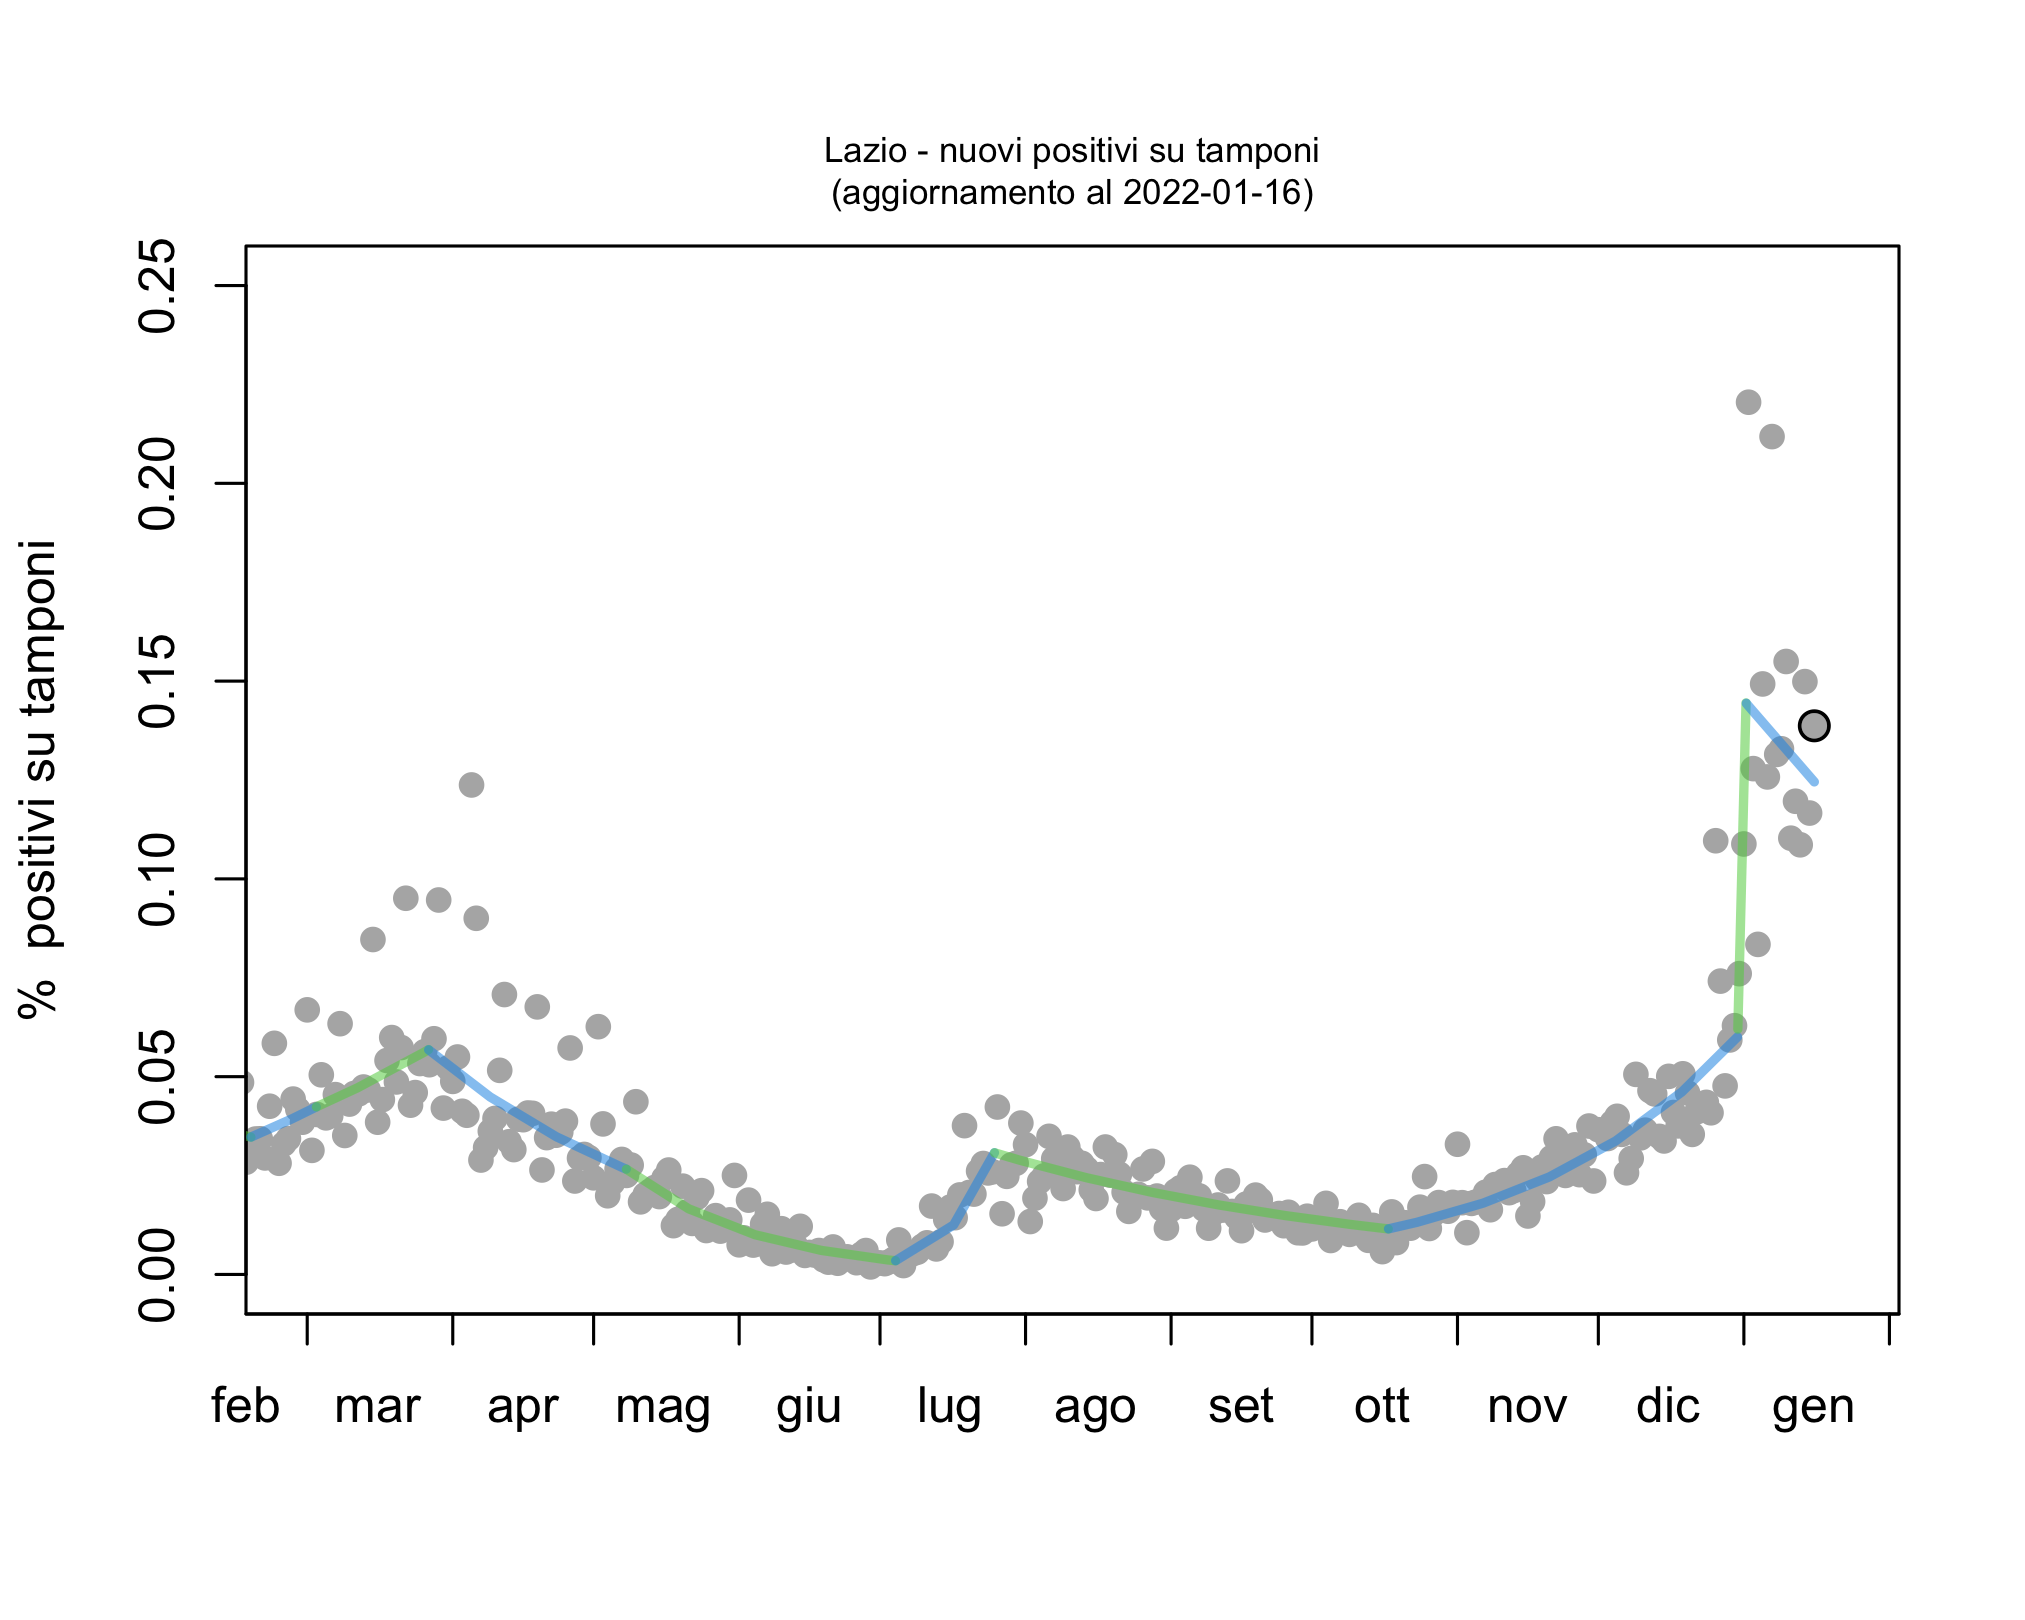 Lazio - nuovi positivi su tamponi
(aggiornamento al 2022-01-16)
0.25
0.20
0.15
0.10
0.05
0.00
% positivi su tamponi
feb mar apr mag giu lug ago set ott nov dic gen